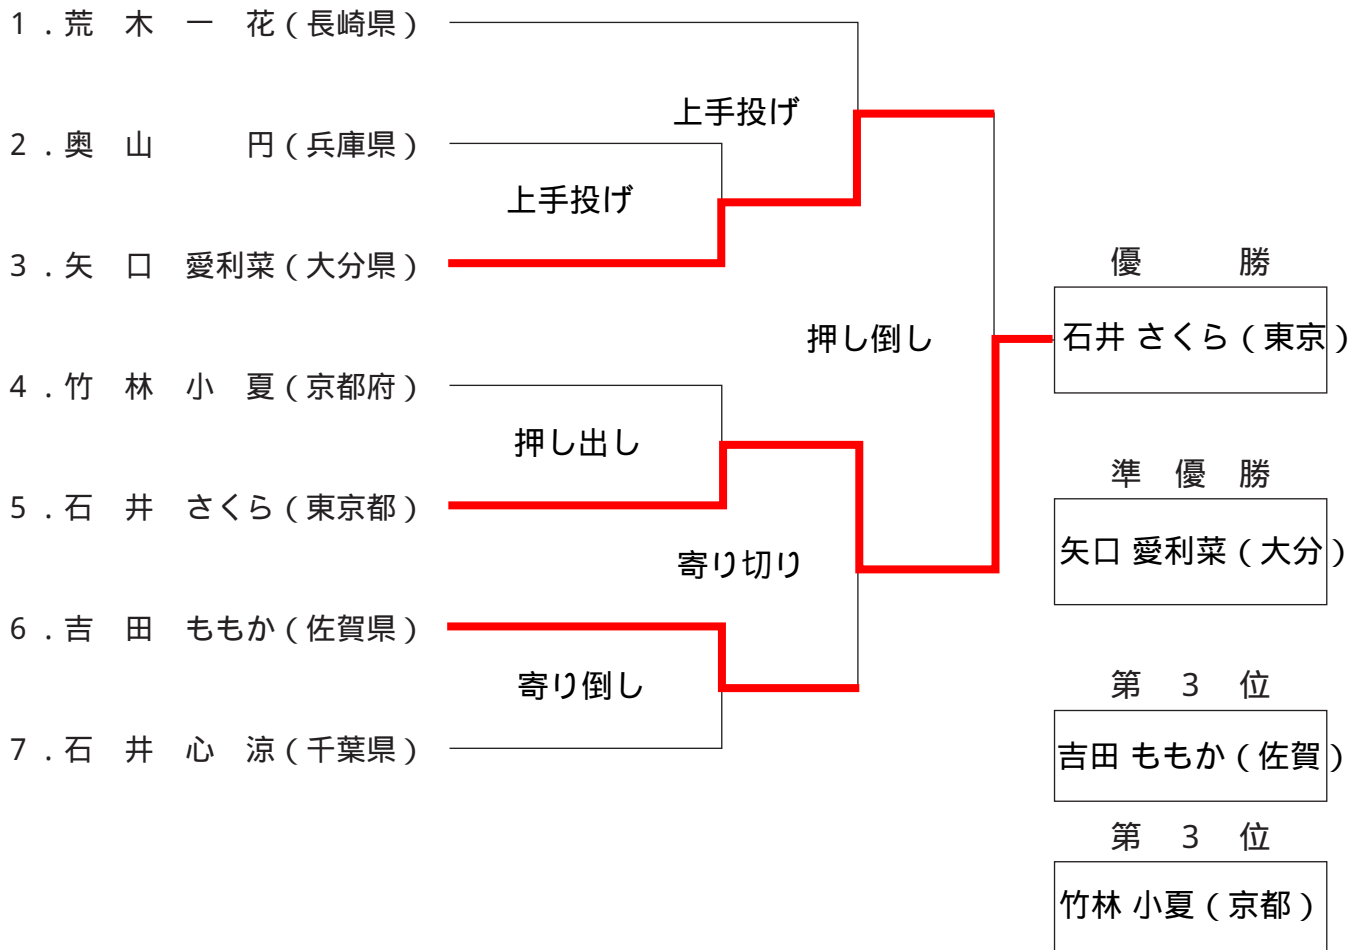 1．荒　木　一　花（長崎県）
上手投げ
2．奥　山　　　円（兵庫県）
上手投げ
3．矢　口　愛利菜（大分県）
優　　勝
押し倒し
石井 さくら（東京）
4．竹　林　小　夏（京都府）
押し出し
準　優　勝
5．石　井　さくら（東京都）
矢口 愛利菜（大分）
寄り切り
6．吉　田　ももか（佐賀県）
寄り倒し
第　3　位
7．石　井　心　涼（千葉県）
吉田 ももか（佐賀）
第　3　位
竹林 小夏（京都）